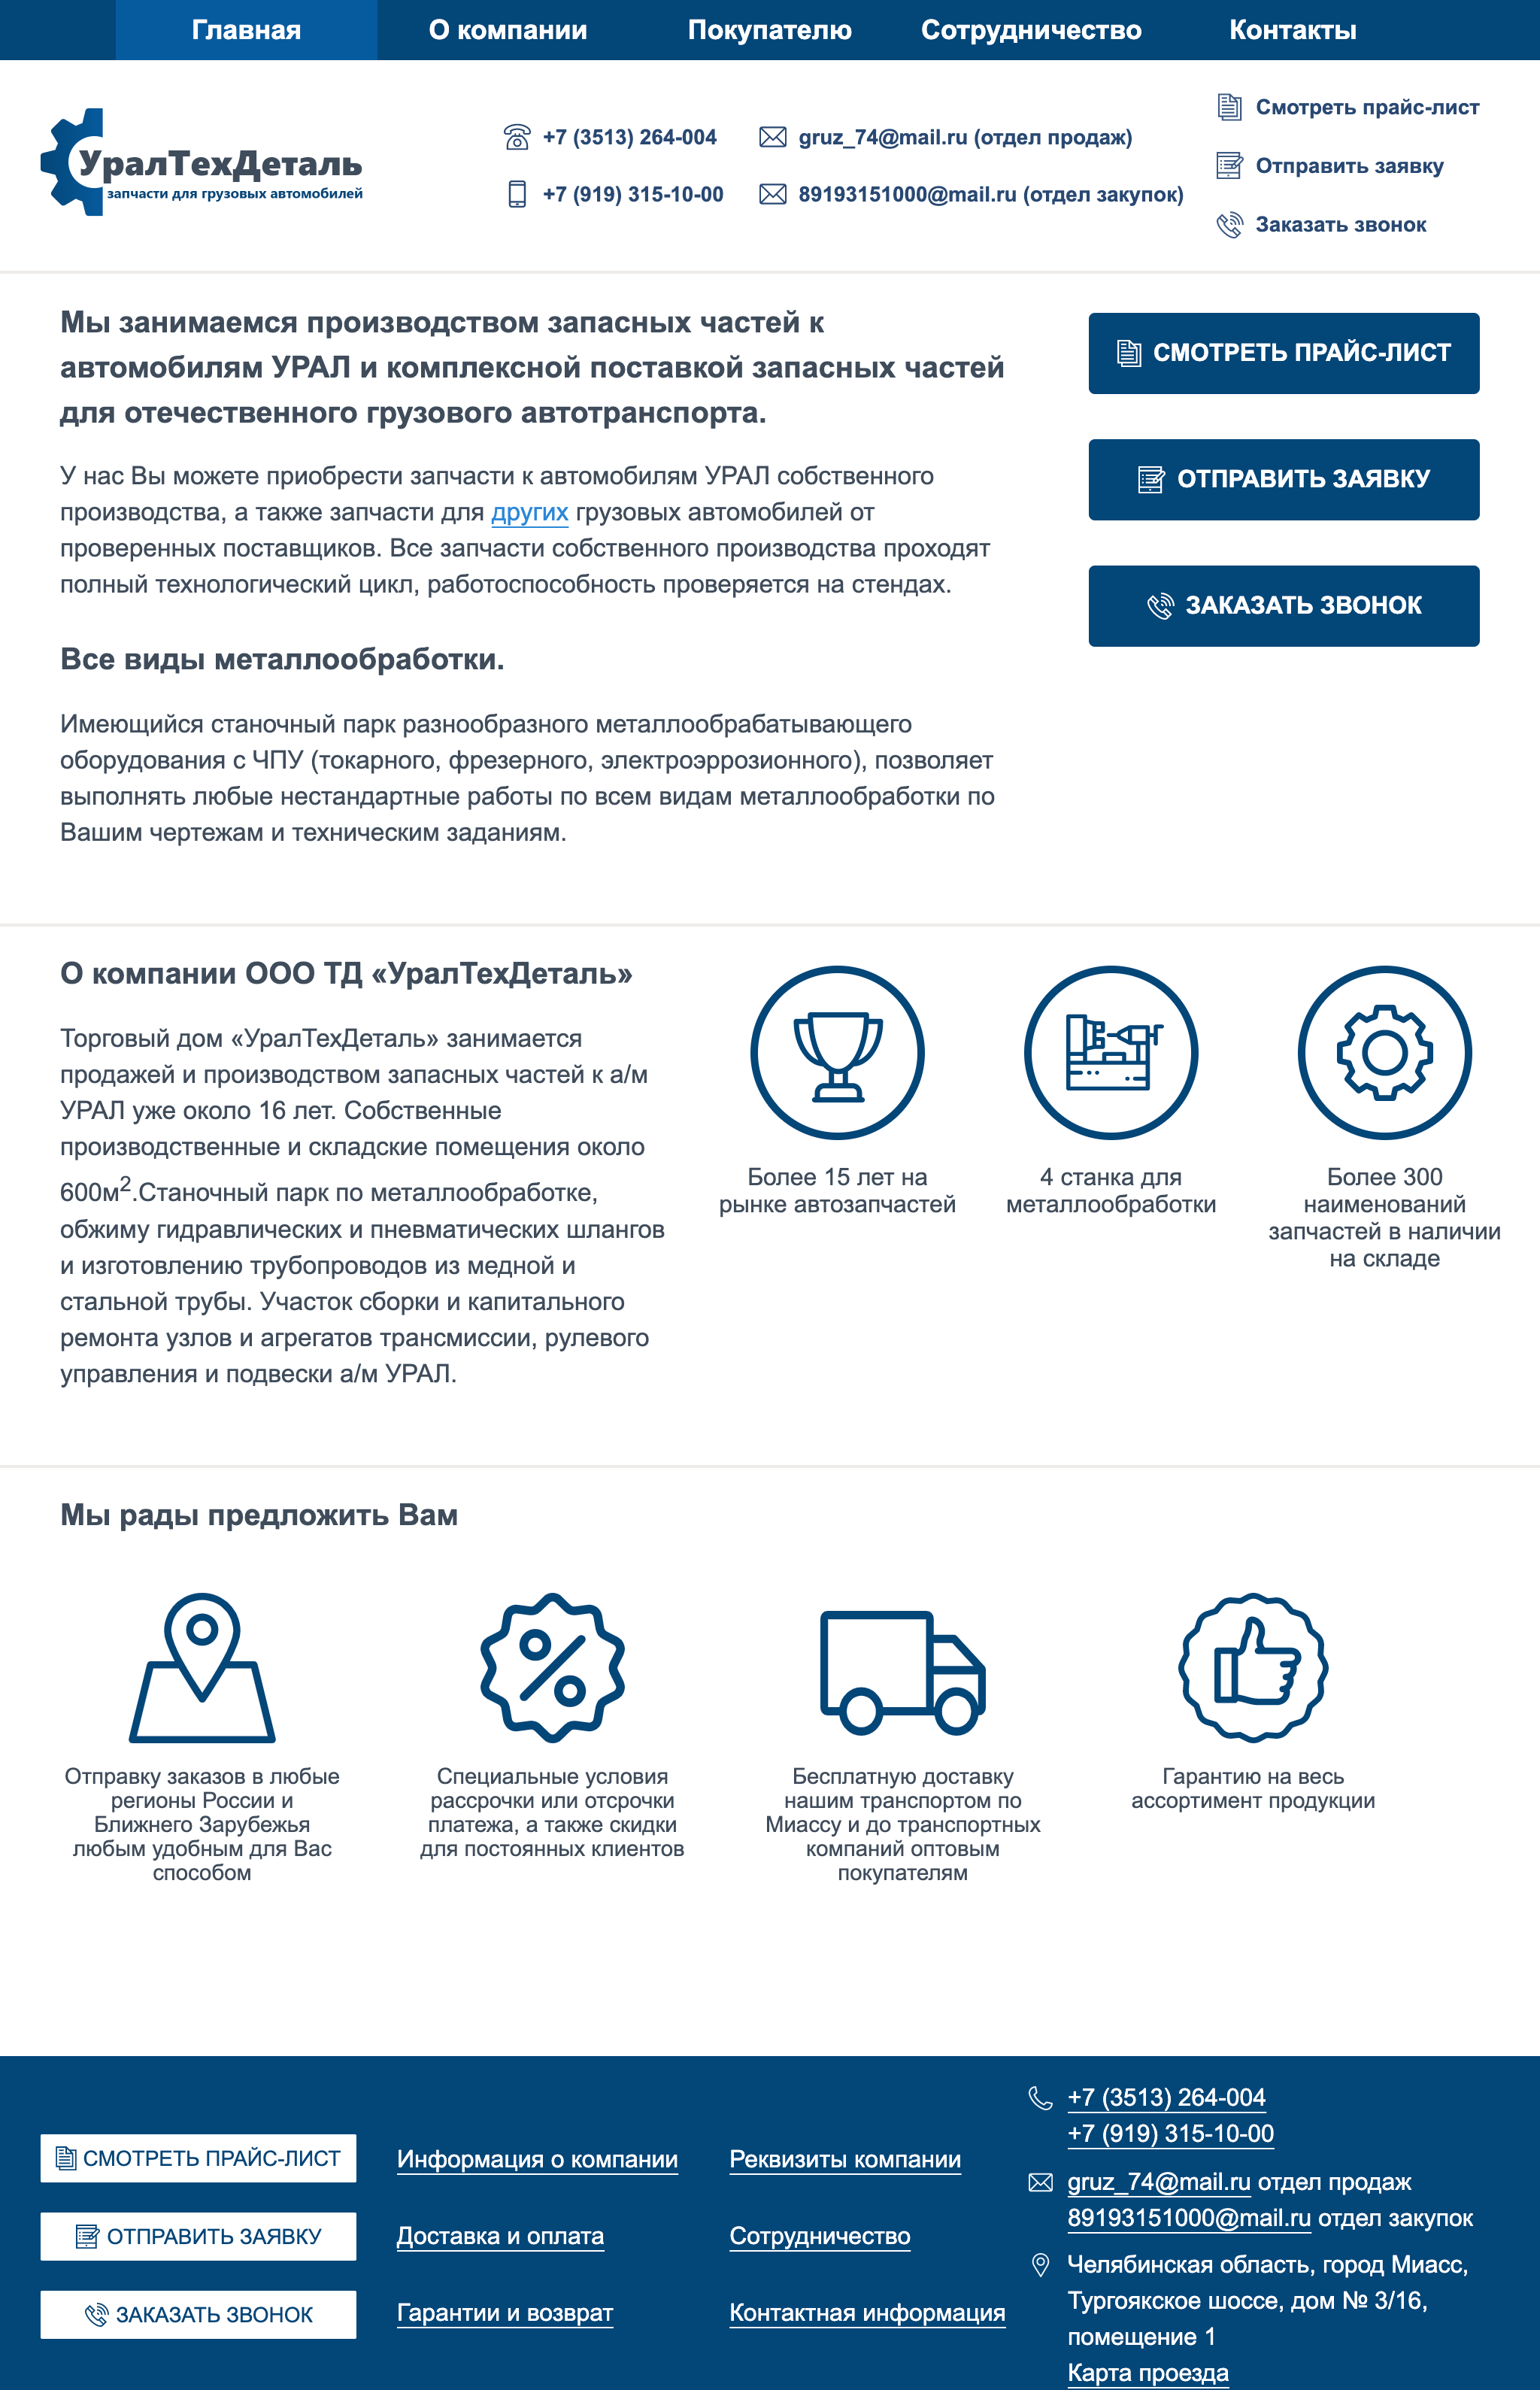 Главная
О компании
Покупателю
Сотрудничество
Контакты
УралТехДеталь
запчасти для грузовых автомобилей
+7 (3513) 264-004
+7 (919) 315-10-00
gruz_74@mail.ru (отдел продаж)
89193151000@mail.ru (отдел закупок)
Смотреть прайс-лист
Отправить заявку
Заказать звонок
Мы занимаемся производством запасных частей к
автомобилям УРАЛ и комплексной поставкой запасных частей
для отечественного грузового автотранспорта.
У нас Вы можете приобрести запчасти к автомобилям УРАЛ собственного
производства, а также запчасти для других грузовых автомобилей от
проверенных поставщиков. Все запчасти собственного производства проходят
полный технологический цикл, работоспособность проверяется на стендах.
Все виды металлообработки.
Имеющийся станочный парк разнообразного металлообрабатывающего
оборудования с ЧПУ (токарного, фрезерного, электроэррозионного), позволяет
выполнять любые нестандартные работы по всем видам металлообработки по
Вашим чертежам и техническим заданиям.
СМОТРЕТЬ ПРАЙС-ЛИСТ
ОТПРАВИТЬ ЗАЯВКУ
ЗАКАЗАТЬ ЗВОНОК
О компании ООО ТД «УралТехДеталь»
Торговый дом «УралТехДеталь» занимается
продажей и производством запасных частей к а/м
УРАЛ уже около 16 лет. Собственные
производственные и складские помещения около
600м².Станочный парк по металлообработке,
обжиму гидравлических и пневматических шлангов
и изготовлению трубопроводов из медной и
стальной трубы. Участок сборки и капитального
ремонта узлов и агрегатов трансмиссии, рулевого
управления и подвески а/м УРАЛ.
Более 15 лет на
рынке автозапчастей
4 станка для
металлообработки
Более 300
наименований
запчастей в наличии
на складе
Мы рады предложить Вам
Отправку заказов в любые
регионы России и
Ближнего Зарубежья
любым удобным для Вас
способом
Специальные условия
рассрочки или отсрочки
платежа, а также скидки
для постоянных клиентов
Бесплатную доставку
нашим транспортом по
Миассу и до транспортных
компаний оптовым
покупателям
Гарантию на весь
ассортимент продукции
СМОТРЕТЬ ПРАЙС-ЛИСТ
ОТПРАВИТЬ ЗАЯВКУ
ЗАКАЗАТЬ ЗВОНОК
Информация о компании
Доставка и оплата
Гарантии и возврат
Реквизиты компании
Сотрудничество
Контактная информация
+7 (3513) 264-004
+7 (919) 315-10-00
gruz_74@mail.ru отдел продаж
89193151000@mail.ru отдел закупок
Челябинская область, город Миасс,
Тургоякское шоссе, дом № 3/16,
помещение 1
Карта проезда